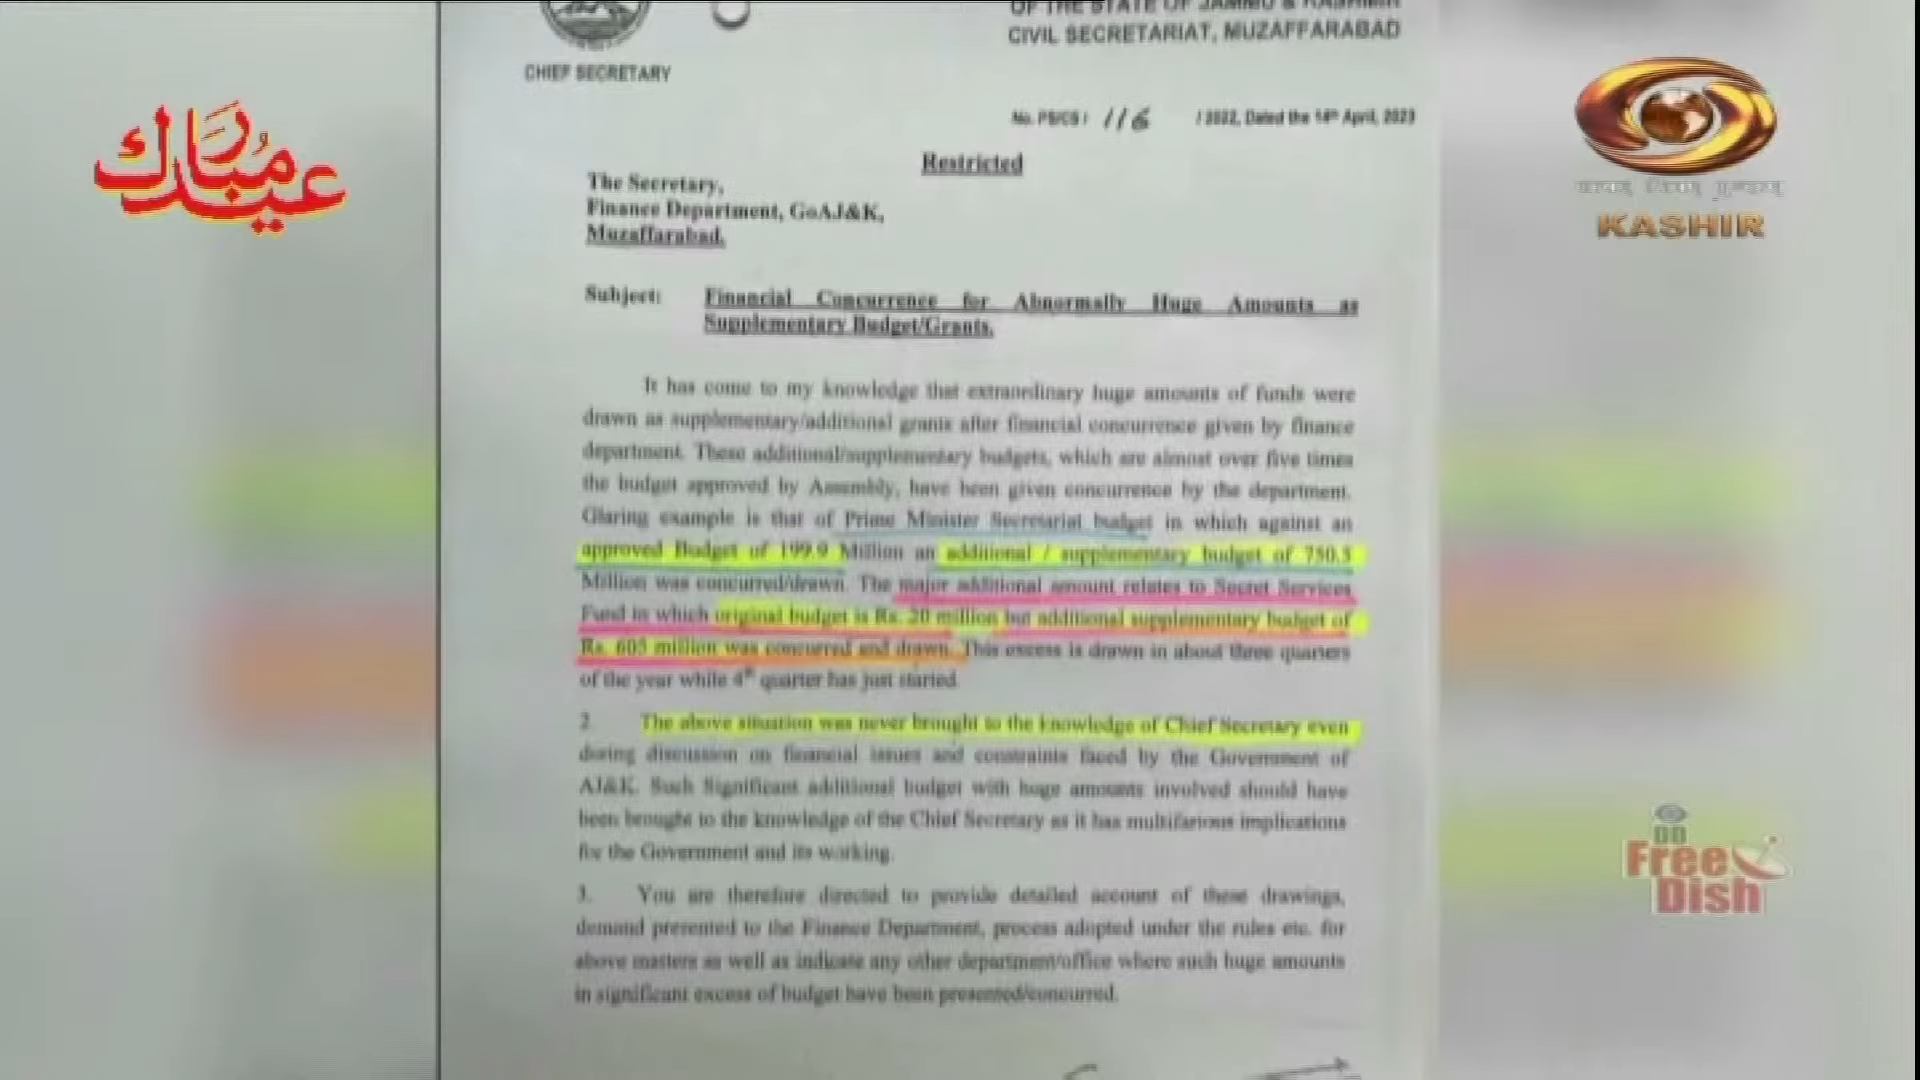 OF THE STATE OF JAMMU & KASHMIR
CIVIL SECRETARIAT, MUZAFFARABAD
CHIEF SECRETARY
No. PS/CS/ 116 / 2022, Dated the 14th April, 2023
Restricted
The Secretary,
Finance Department, GoAJ&K,
Muzaffarabad.
Subject: Financial Concurrence for Abnormally Huge Amounts as
Supplementary Budget/Grants.
It has come to my knowledge that extraordinary huge amounts of funds were
drawn as supplementary/additional grants after financial concurrence given by finance
department. These additional/supplementary budgets, which are almost over five times
the budget approved by Assembly, have been given concurrence by the department.
Glaring example is that of Prime Minister Secretariat budget in which against an
approved Budget of 199.9 Million an additional / supplementary budget of 750.5
Million was concurred/drawn. The major additional amount relates to Secret Services
Fund in which original budget is Rs. 20 million but additional supplementary budget of
Rs. 605 million was concurred and drawn. This excess is drawn in about three quarters
of the year while 4th quarter has just started.
2. The above situation was never brought to the knowledge of Chief Secretary even
during discussion on financial issues and constraints faced by the Government of
AJ&K. Such Significant additional budget with huge amounts involved should have
been brought to the knowledge of the Chief Secretary as it has multifarious implications
for the Government and its working.
3. You are therefore directed to provide detailed account of these drawings,
demand presented to the Finance Department, process adopted under the rules etc. for
above matters as well as indicate any other department/office where such huge amounts
in significant excess of budget have been presented/concurred.
عید مبارک
KASHIR
DD
Free
Dish